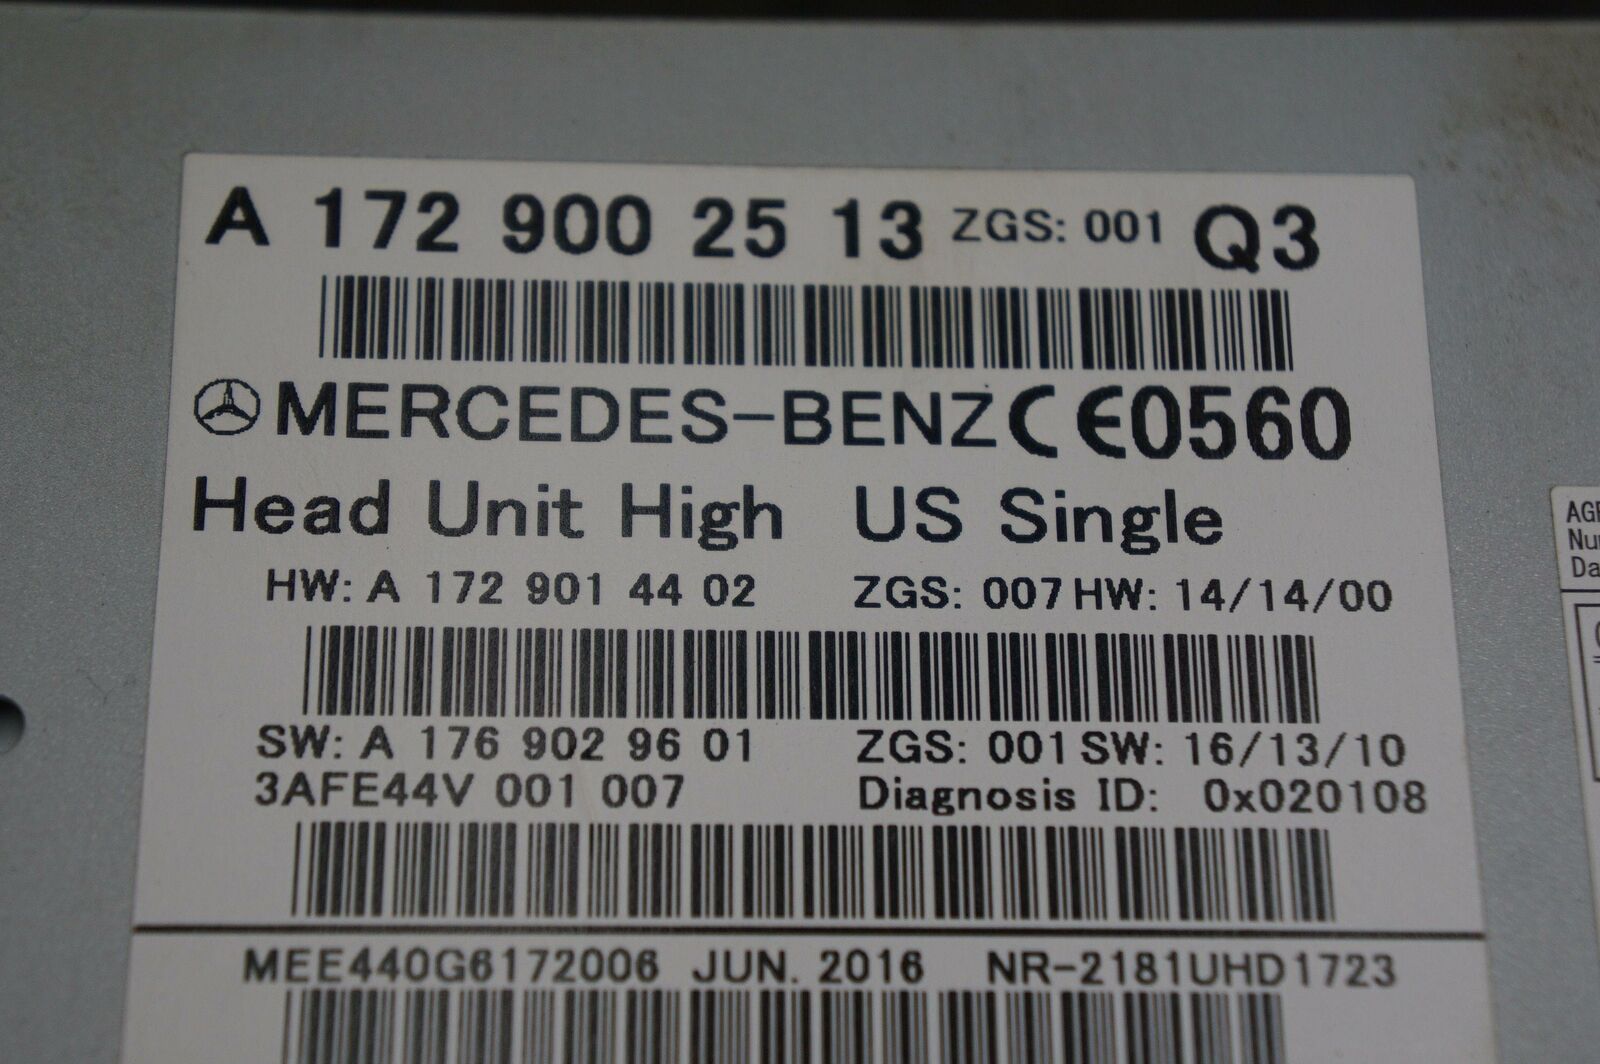 A 172 900 25 13 ZGS: 001 Q3
MERCEDES-BENZ CE0560
Head Unit High US Single
HW: A 172 901 44 02 ZGS: 007 HW: 14/14/00
SW: A 176 902 96 01 ZGS: 001 SW: 16/13/10
3AFE44V 001 007 Diagnosis ID: 0x020108
MEE440G6172006 JUN. 2016 NR-2181UHD1723